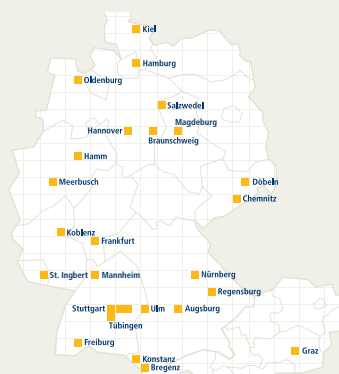 Kiel
Hamburg
Oldenburg
Salzwedel
Magdeburg
Hannover
Braunschweig
Hamm
Meerbusch
Döbeln
Chemnitz
Koblenz
Frankfurt
St. Ingbert
Mannheim
Nürnberg
Regensburg
Stuttgart
Ulm
Augsburg
Tübingen
Freiburg
Graz
Konstanz
Bregenz